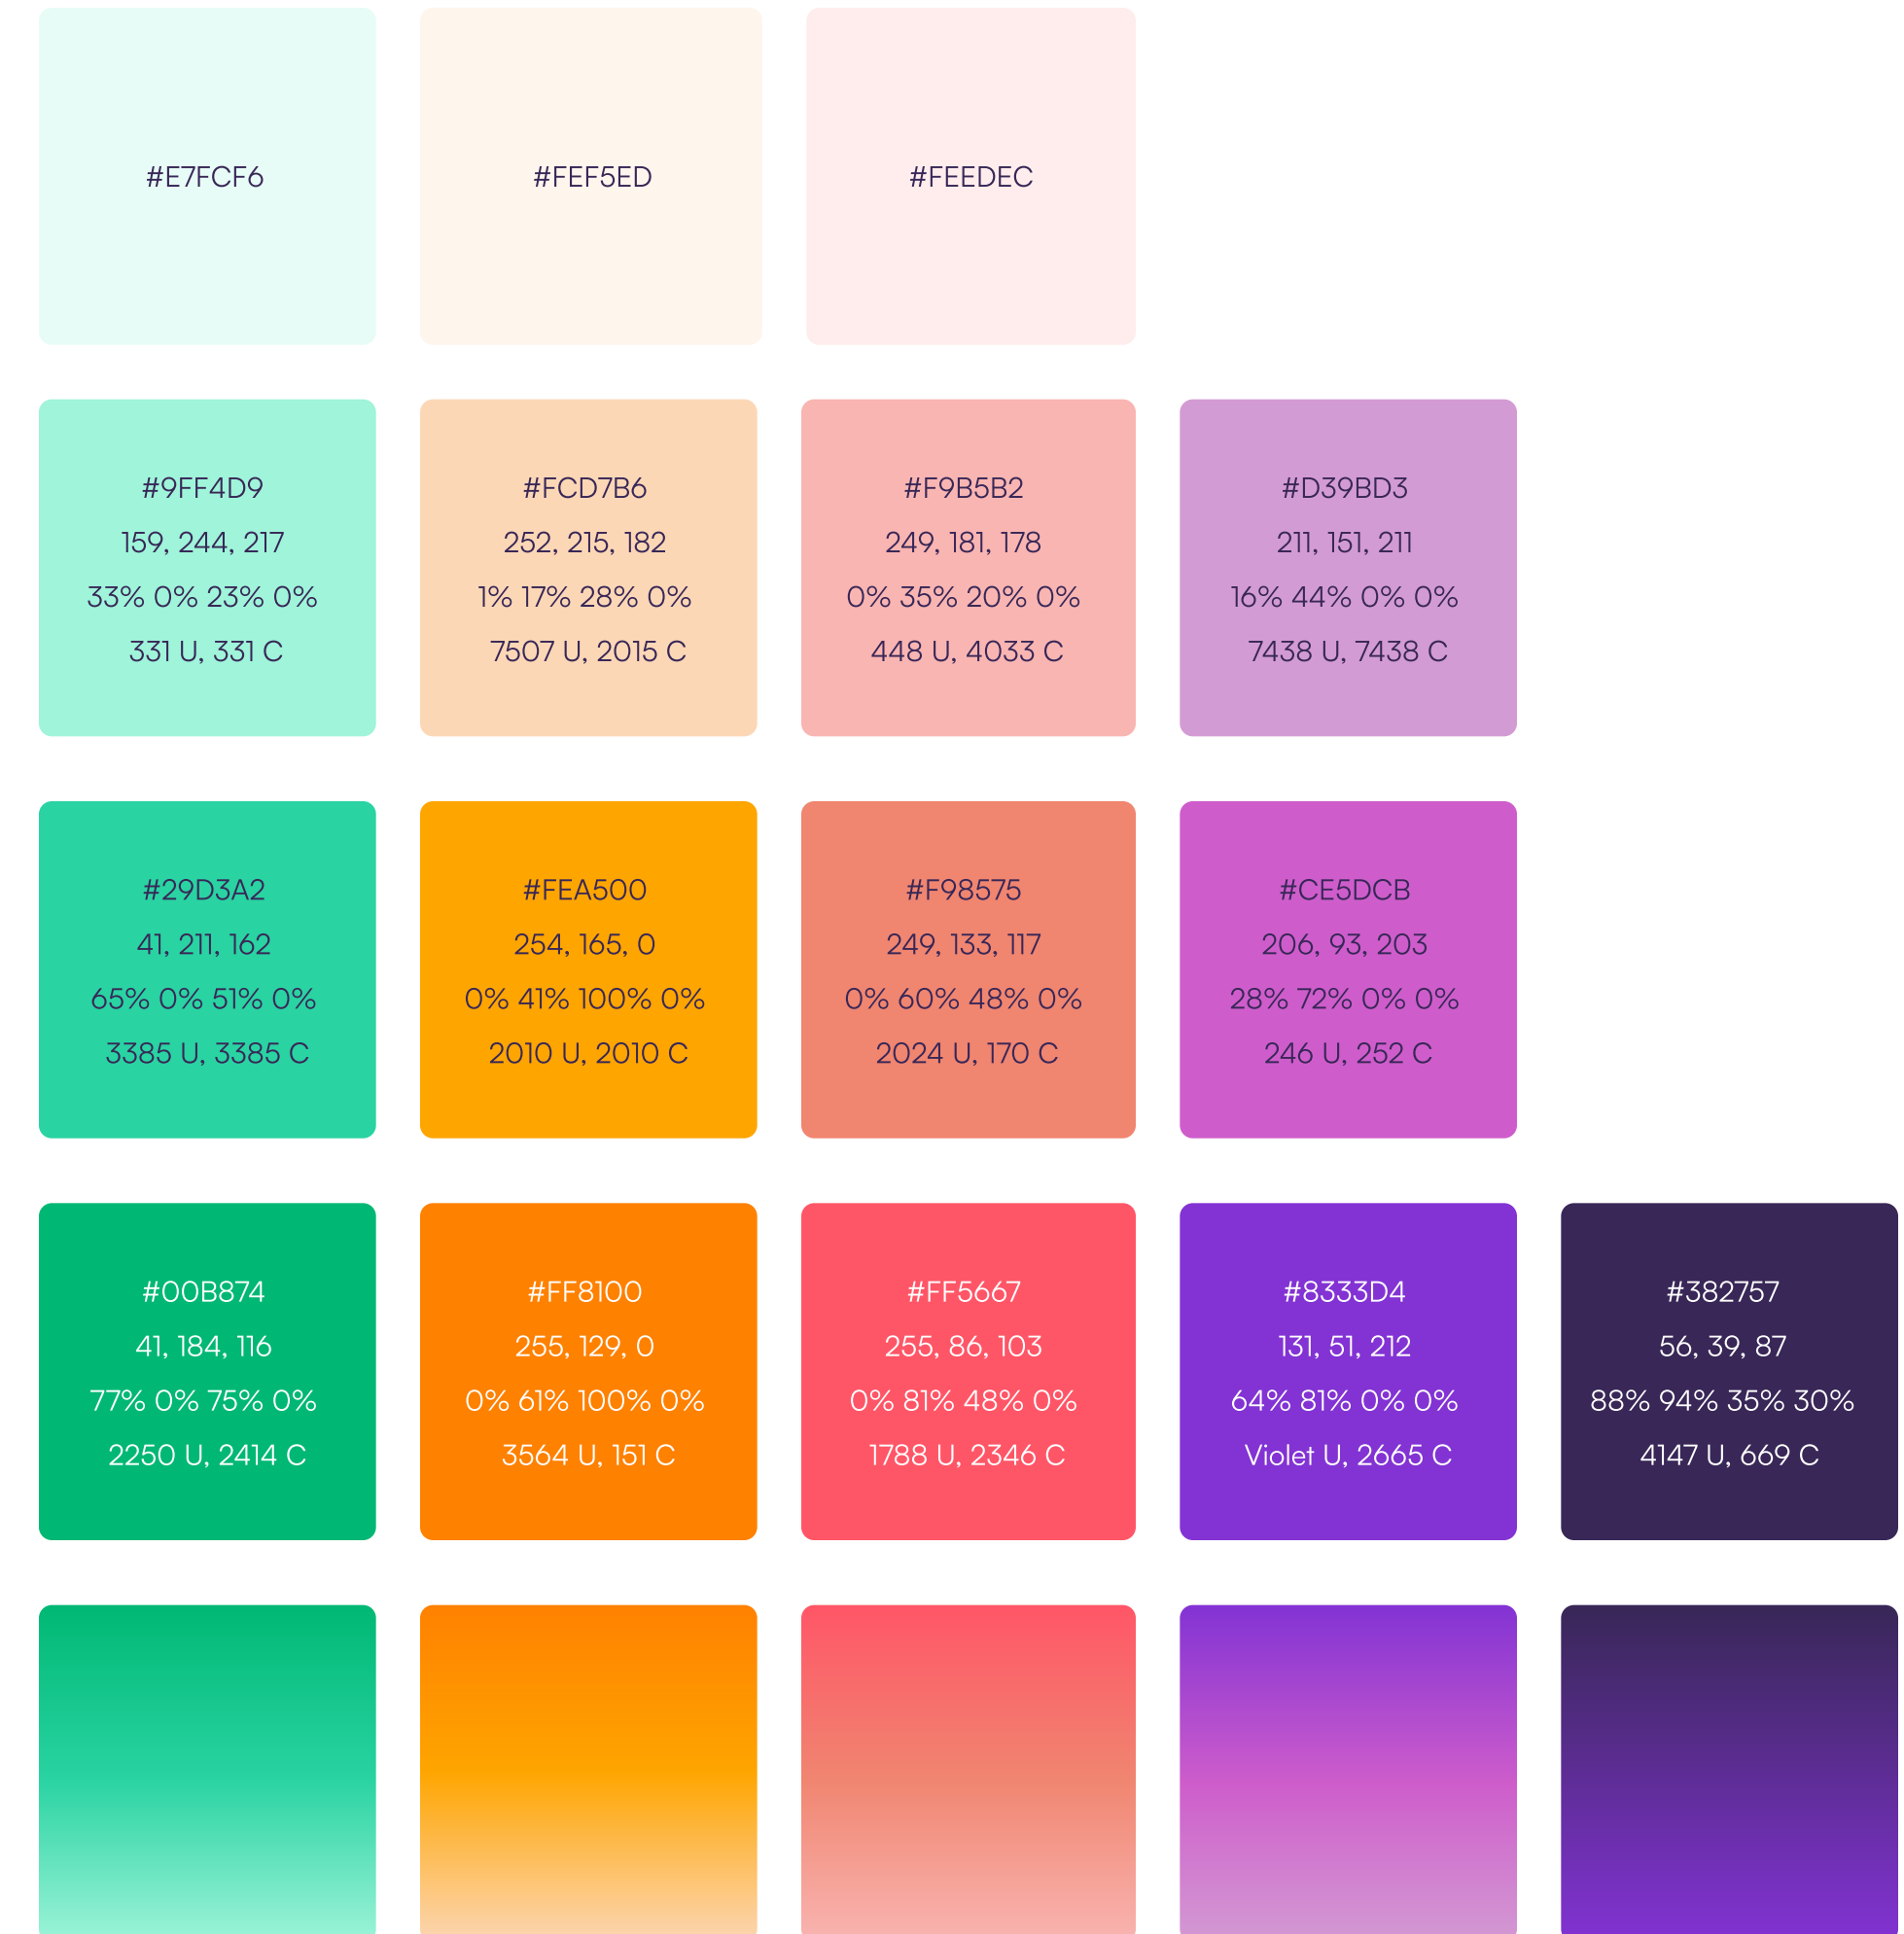 #E7FCF6
#FEF5ED
#FEEDEC
#9FF4D9
159, 244, 217
33% 0% 23% 0%
331 U, 331 C
#FCD7B6
252, 215, 182
1% 17% 28% 0%
7507 U, 2015 C
#F9B5B2
249, 181, 178
0% 35% 20% 0%
448 U, 4033 C
#D39BD3
211, 151, 211
16% 44% 0% 0%
7438 U, 7438 C
#29D3A2
41, 211, 162
65% 0% 51% 0%
3385 U, 3385 C
#FEA500
254, 165, 0
0% 41% 100% 0%
2010 U, 2010 C
#F98575
249, 133, 117
0% 60% 48% 0%
2024 U, 170 C
#CE5DCB
206, 93, 203
28% 72% 0% 0%
246 U, 252 C
#00B874
41, 184, 116
77% 0% 75% 0%
2250 U, 2414 C
#FF8100
255, 129, 0
0% 61% 100% 0%
3564 U, 151 C
#FF5667
255, 86, 103
0% 81% 48% 0%
1788 U, 2346 C
#8333D4
131, 51, 212
64% 81% 0% 0%
Violet U, 2665 C
#382757
56, 39, 87
88% 94% 35% 30%
4147 U, 669 C